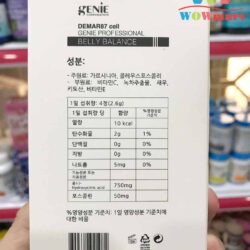 WOWmart
genie
DEMAR87 cell
GENIE PROFESSIONAL
BELLY BALANCE
성분:
- 주원료: 가르시니아, 콜레우스포스콜리
- 부원료: 비타민C, 녹차추출물, 새우,
키토산, 비타민E
1일 섭취량: 4정(2.6g)
1일 섭취량 당 함량 %영양성분 기준치
열량 10 kcal
탄수화물 2g 1%
단백질 0g 0%
지방 0g 0%
나트륨 5mg 0%
Hydroxycitric acid 750mg
포스콜린 50mg
%영양성분 기준치: 1일 영양성분 기준치에